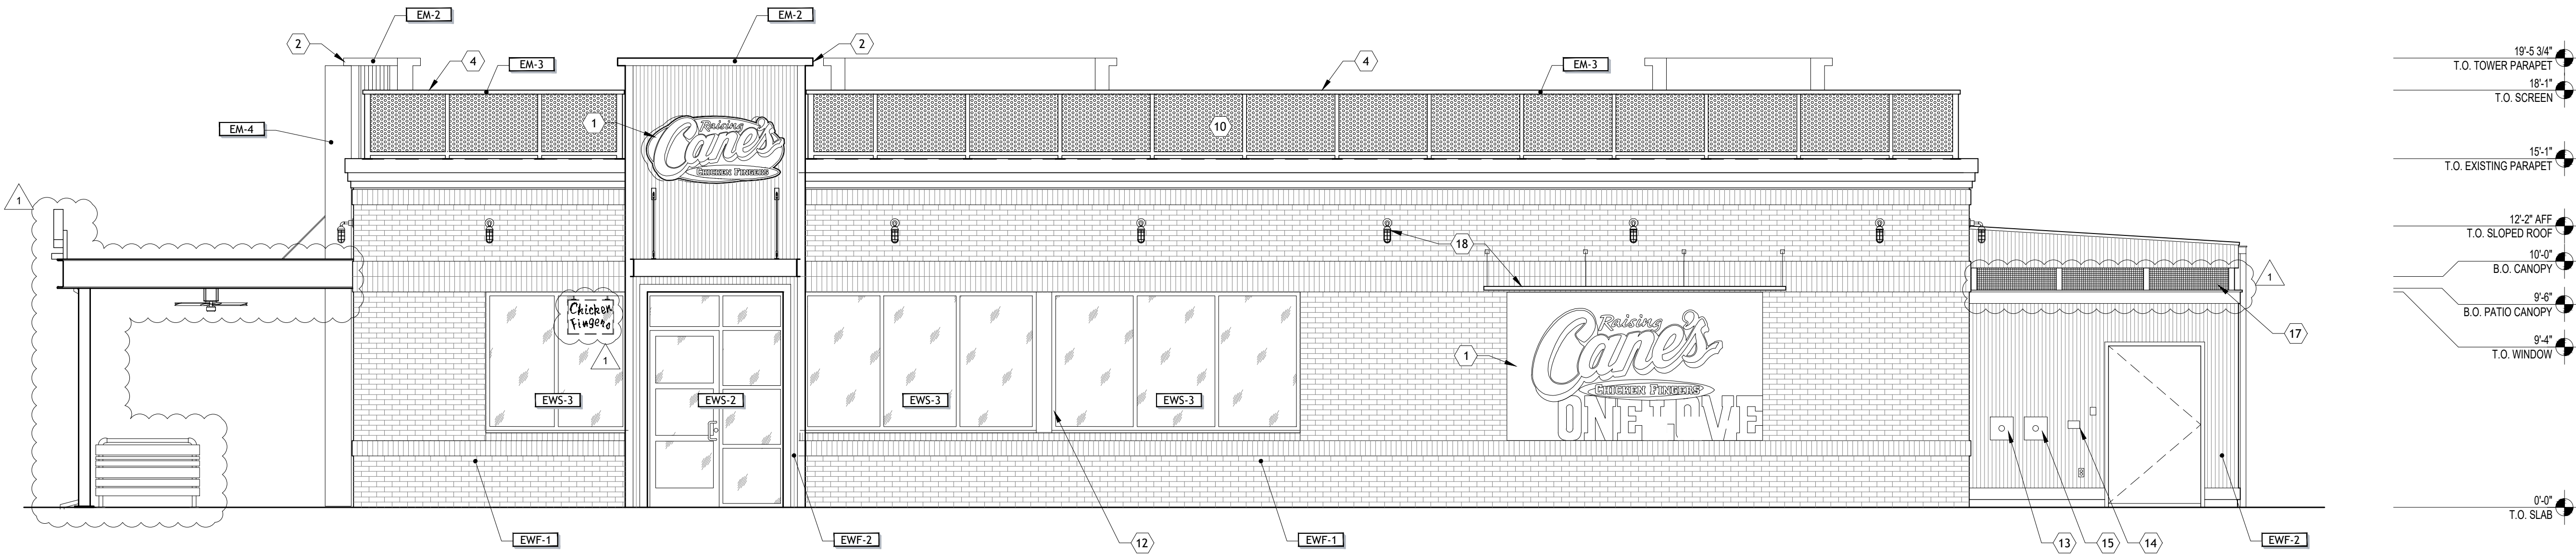 EM-2
EM-2
2
2
4
EM-3
4
EM-3
19'-5 3/4"
T.O. TOWER PARAPET
18'-1"
T.O. SCREEN
EM-4
1
Raising
Cane's
CHICKEN FINGERS
10
15'-1"
T.O. EXISTING PARAPET
1
12'-2" AFF
T.O. SLOPED ROOF
18
10'-0"
B.O. CANOPY
1
Chicken
Fingers
9'-6"
B.O. PATIO CANOPY
17
Raising
Cane's
CHICKEN FINGERS
ONE LOVE
1
1
9'-4"
T.O. WINDOW
EWS-3
EWS-2
EWS-3
EWS-3
0'-0"
T.O. SLAB
EWF-1
EWF-2
12
EWF-1
13
15
14
EWF-2